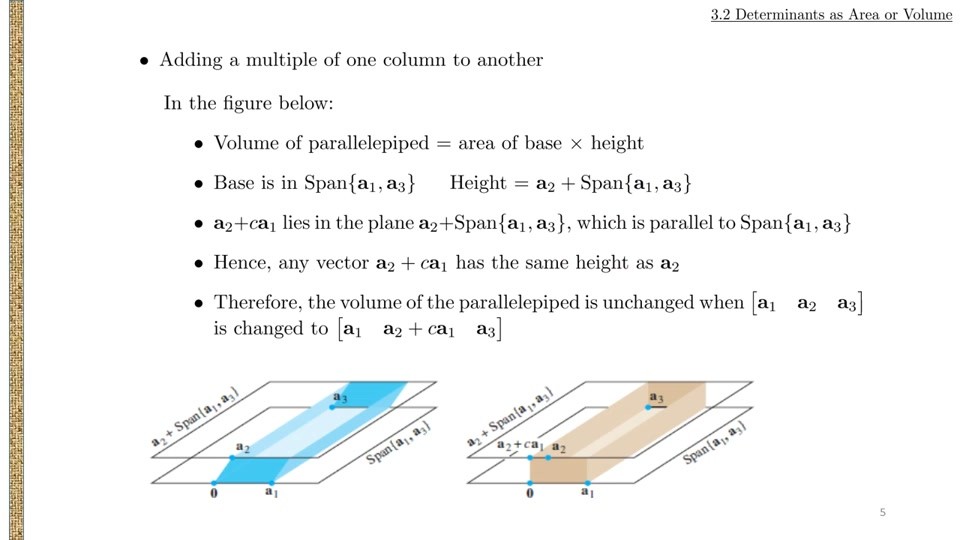 3.2 Determinants as Area or Volume
• Adding a multiple of one column to another
In the figure below:
• Volume of parallelepiped = area of base × height
• Base is in Span{a₁, a₃} Height = a₂ + Span{a₁, a₃}
• a₂+ca₁ lies in the plane a₂+Span{a₁, a₃}, which is parallel to Span{a₁, a₃}
• Hence, any vector a₂ + ca₁ has the same height as a₂
• Therefore, the volume of the parallelepiped is unchanged when [a₁ a₂ a₃]
is changed to [a₁ a₂ + ca₁ a₃]
a₂ + Span{a₁, a₃}
a₃
a₂
Span{a₁, a₃}
0
a₁
a₂ + Span{a₁, a₃}
a₃
a₂+ca₁
a₂
Span{a₁, a₃}
0
a₁
5